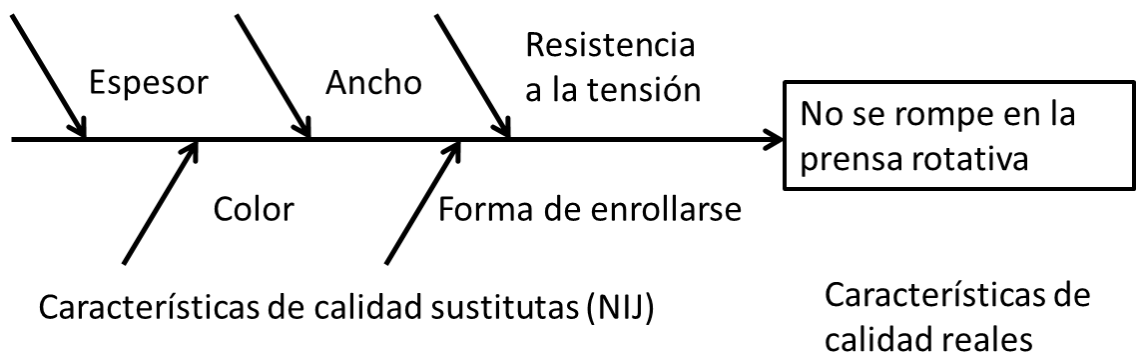 Espesor
Ancho
Resistencia
a la tensión
No se rompe en la
prensa rotativa
Color
Forma de enrollarse
Características de calidad sustitutas (NIJ)
Características de
calidad reales